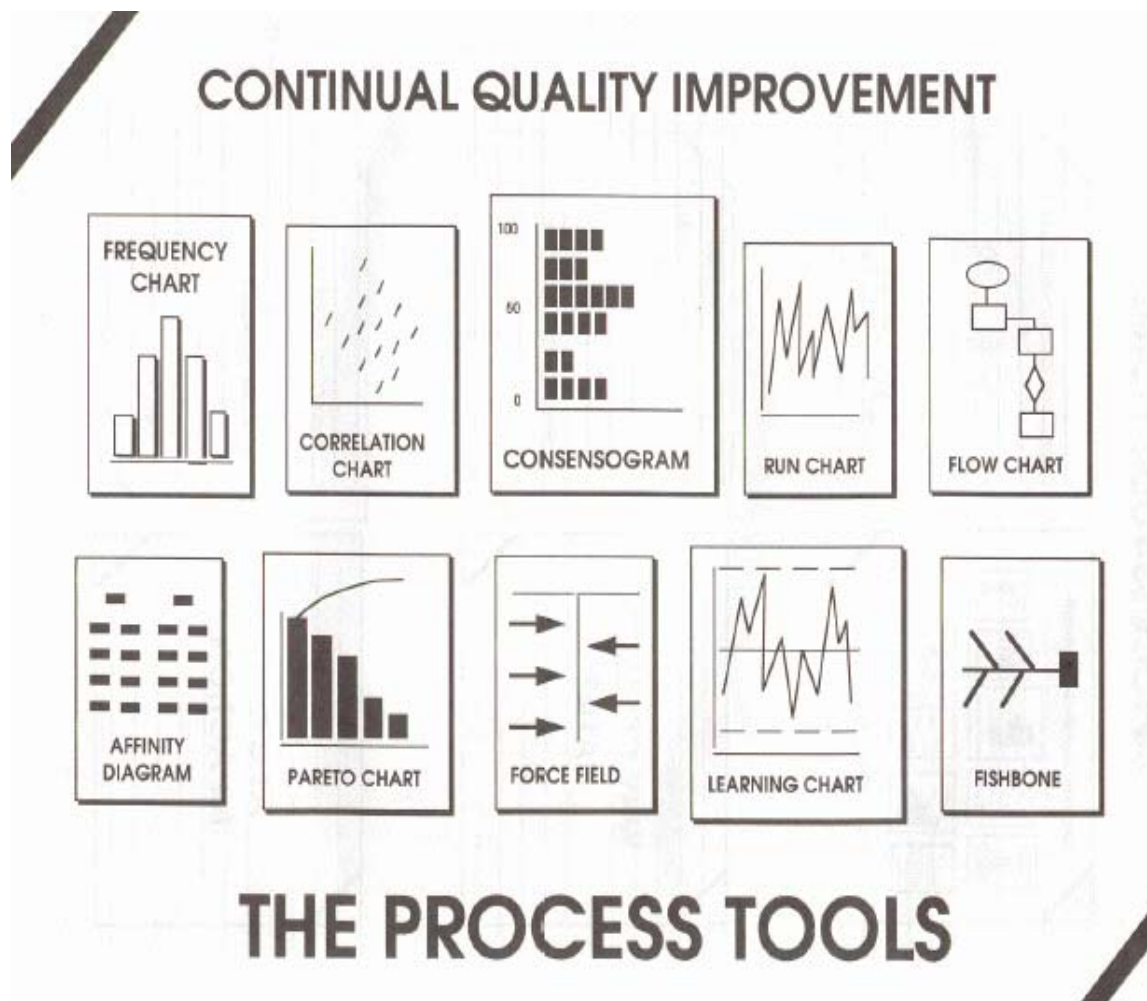 CONTINUAL QUALITY IMPROVEMENT
FREQUENCY
CHART
CORRELATION
CHART
100
50
0
CONSENSOGRAM
RUN CHART
FLOW CHART
AFFINITY
DIAGRAM
PARETO CHART
FORCE FIELD
LEARNING CHART
FISHBONE
THE PROCESS TOOLS